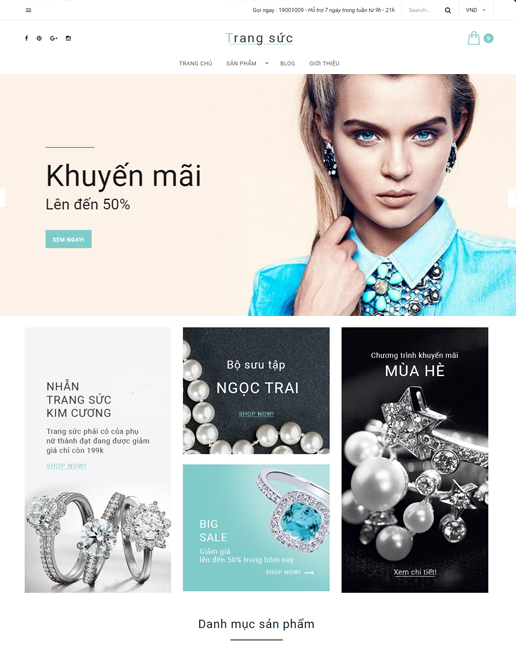 Gọi ngay : 19001009 - Hỗ trợ 7 ngày trong tuần từ 9h - 21h
Search...
VND
Trang sức
0
TRANG CHỦ
SẢN PHẨM
BLOG
GIỚI THIỆU
Khuyến mãi
Lên đến 50%
XEM NGAY!
NHẪN
TRANG SỨC
KIM CƯƠNG
Trang sức phải có của phụ
nữ thành đạt đang được giảm
giá chỉ còn 199k
SHOP NOW!
Bộ sưu tập
NGỌC TRAI
SHOP NOW!
BIG
SALE
Giảm giá
lên đến 50% trong hôm nay
SHOP NOW!
Chương trình khuyến mãi
MÙA HÈ
Xem chi tiết!
Danh mục sản phẩm